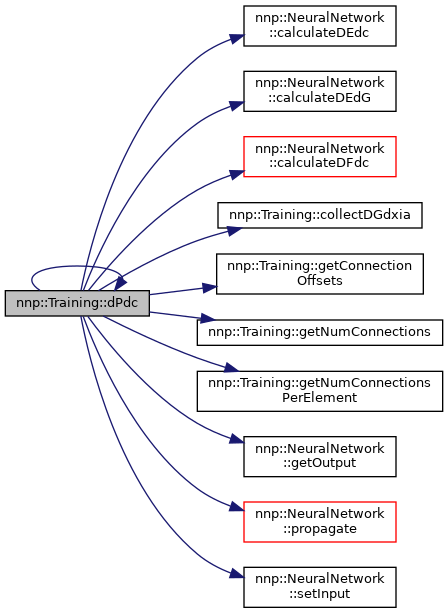 nnp::NeuralNetwork
::calculateDEdc
nnp::NeuralNetwork
::calculateDEdG
nnp::NeuralNetwork
::calculateDFdc
nnp::Training::collectDGdxia
nnp::Training::getConnection
Offsets
nnp::Training::dPdc
nnp::Training::getNumConnections
nnp::Training::getNumConnections
PerElement
nnp::NeuralNetwork
::getOutput
nnp::NeuralNetwork
::propagate
nnp::NeuralNetwork
::setInput